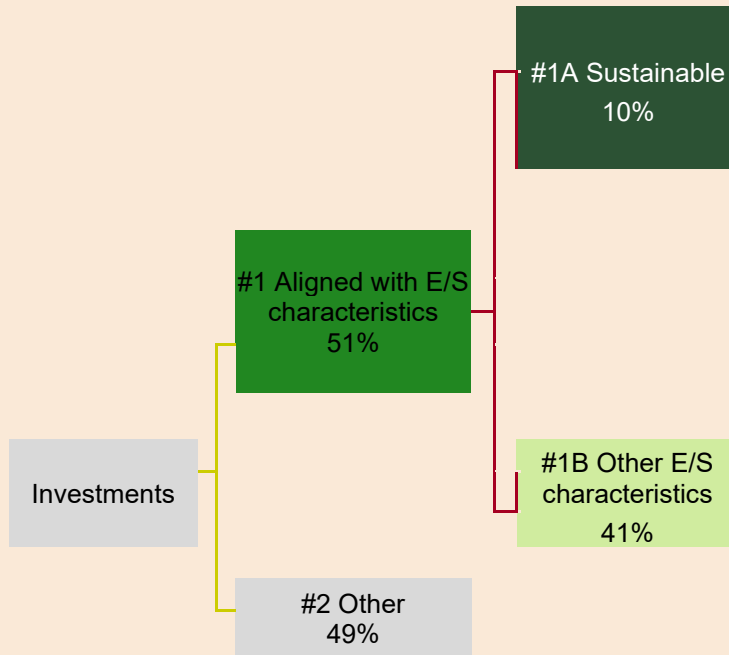 #1A Sustainable
10%
#1 Aligned with E/S
characteristics
51%
Investments
#1B Other E/S
characteristics
41%
#2 Other
49%